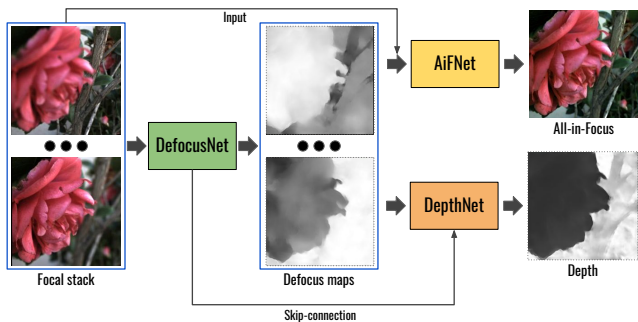 Input
AiFNet
All-in-Focus
DefocusNet
DepthNet
Focal stack
Defocus maps
Depth
Skip-connection